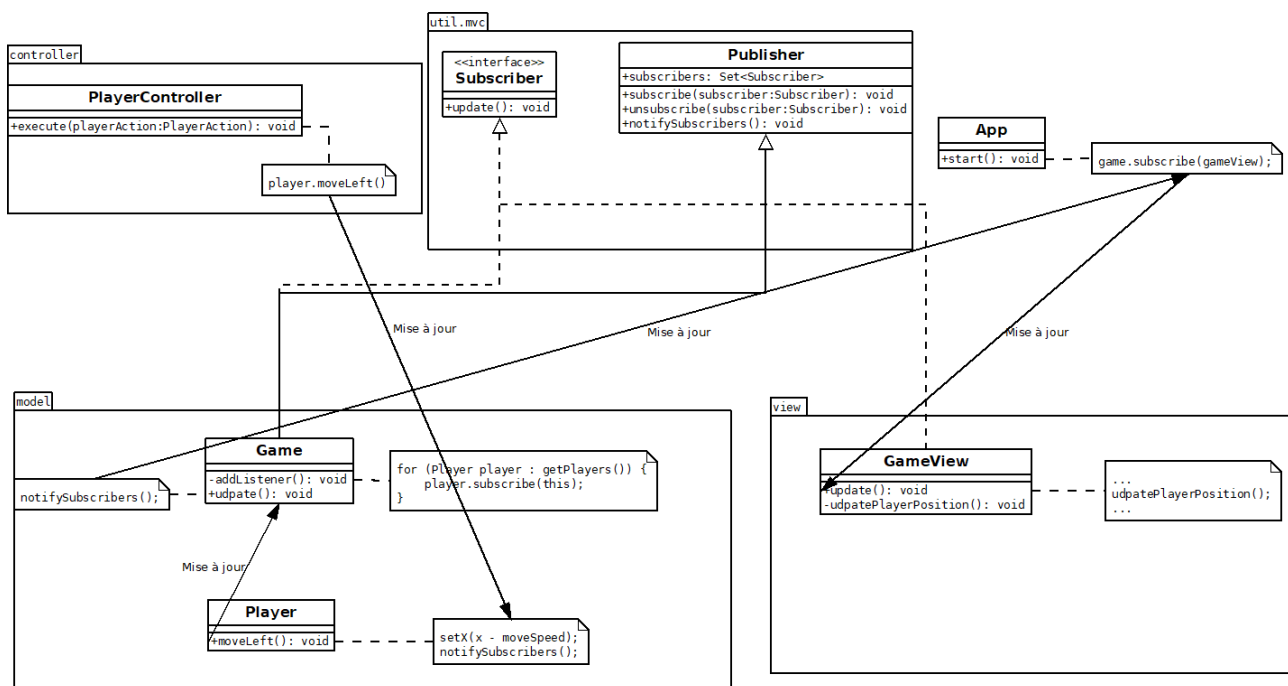 util.mvc
controller
<<interface>>
Subscriber
+update(): void
Publisher
+subscribers: Set<Subscriber>
+subscribe(subscriber:Subscriber): void
+unsubscribe(subscriber:Subscriber): void
+notifySubscribers(): void
PlayerController
+execute(playerAction:PlayerAction): void
player.moveLeft()
App
+start(): void
game.subscribe(gameView);
Mise à jour
Mise à jour
Mise à jour
model
view
Game
-addListener(): void
+udpate(): void
notifySubscribers();
for (Player player : getPlayers()) {
player.subscribe(this);
}
GameView
+update(): void
-udpatePlayerPosition(): void
...
udpatePlayerPosition();
...
Mise à jour
Player
+moveLeft(): void
setX(x - moveSpeed);
notifySubscribers();